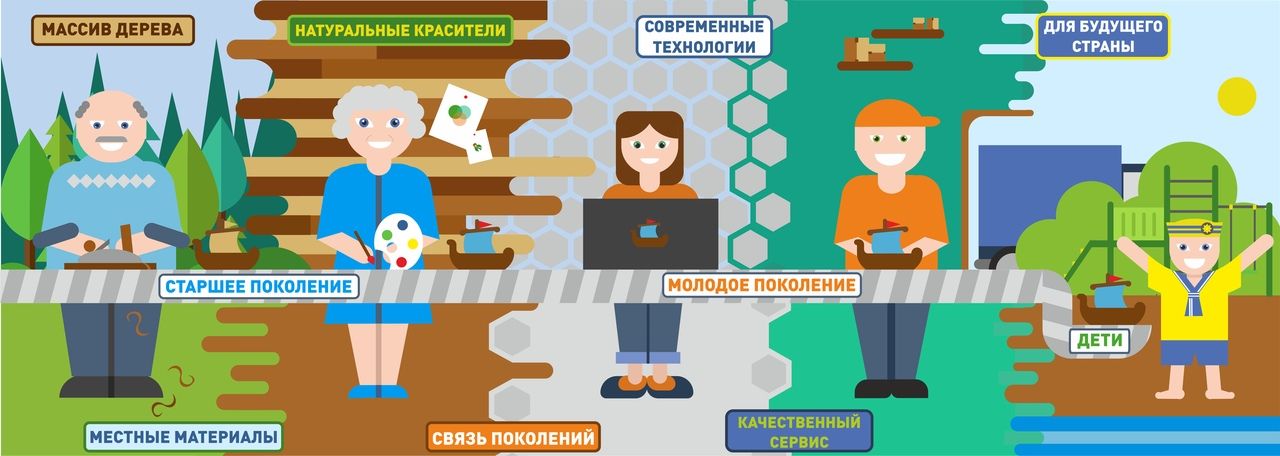 МАССИВ ДЕРЕВА
НАТУРАЛЬНЫЕ КРАСИТЕЛИ
СОВРЕМЕННЫЕ
ТЕХНОЛОГИИ
ДЛЯ БУДУЩЕГО
СТРАНЫ
СТАРШЕЕ ПОКОЛЕНИЕ
МОЛОДОЕ ПОКОЛЕНИЕ
ДЕТИ
МЕСТНЫЕ МАТЕРИАЛЫ
СВЯЗЬ ПОКОЛЕНИЙ
КАЧЕСТВЕННЫЙ
СЕРВИС